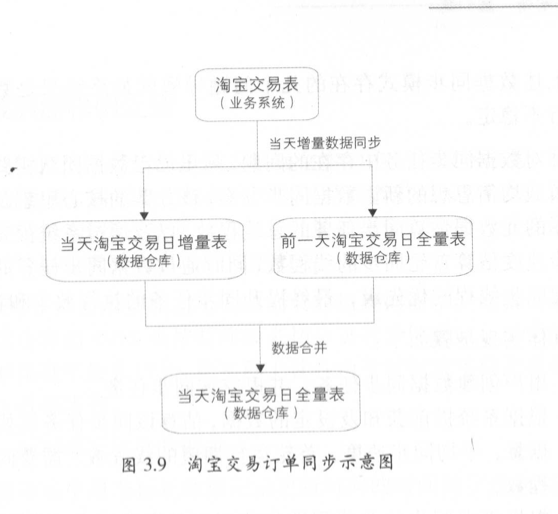 淘宝交易表
（业务系统）
当天增量数据同步
当天淘宝交易日增量表
（数据仓库）
前一天淘宝交易日全量表
（数据仓库）
数据合并
当天淘宝交易日全量表
（数据仓库）
图 3.9 淘宝交易订单同步示意图